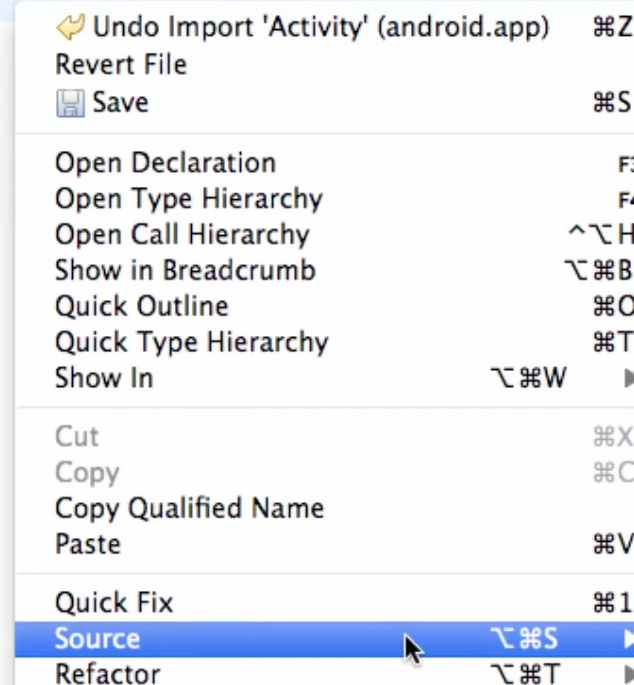 Undo Import 'Activity' (android.app) ⌘Z
Revert File
Save ⌘S
Open Declaration F3
Open Type Hierarchy F4
Open Call Hierarchy ^⌥H
Show in Breadcrumb ⌥⌘B
Quick Outline ⌘O
Quick Type Hierarchy ⌘T
Show In ⌥⌘W
Cut ⌘X
Copy ⌘C
Copy Qualified Name
Paste ⌘V
Quick Fix ⌘1
Source ⌥⌘S
Refactor ⌥⌘T